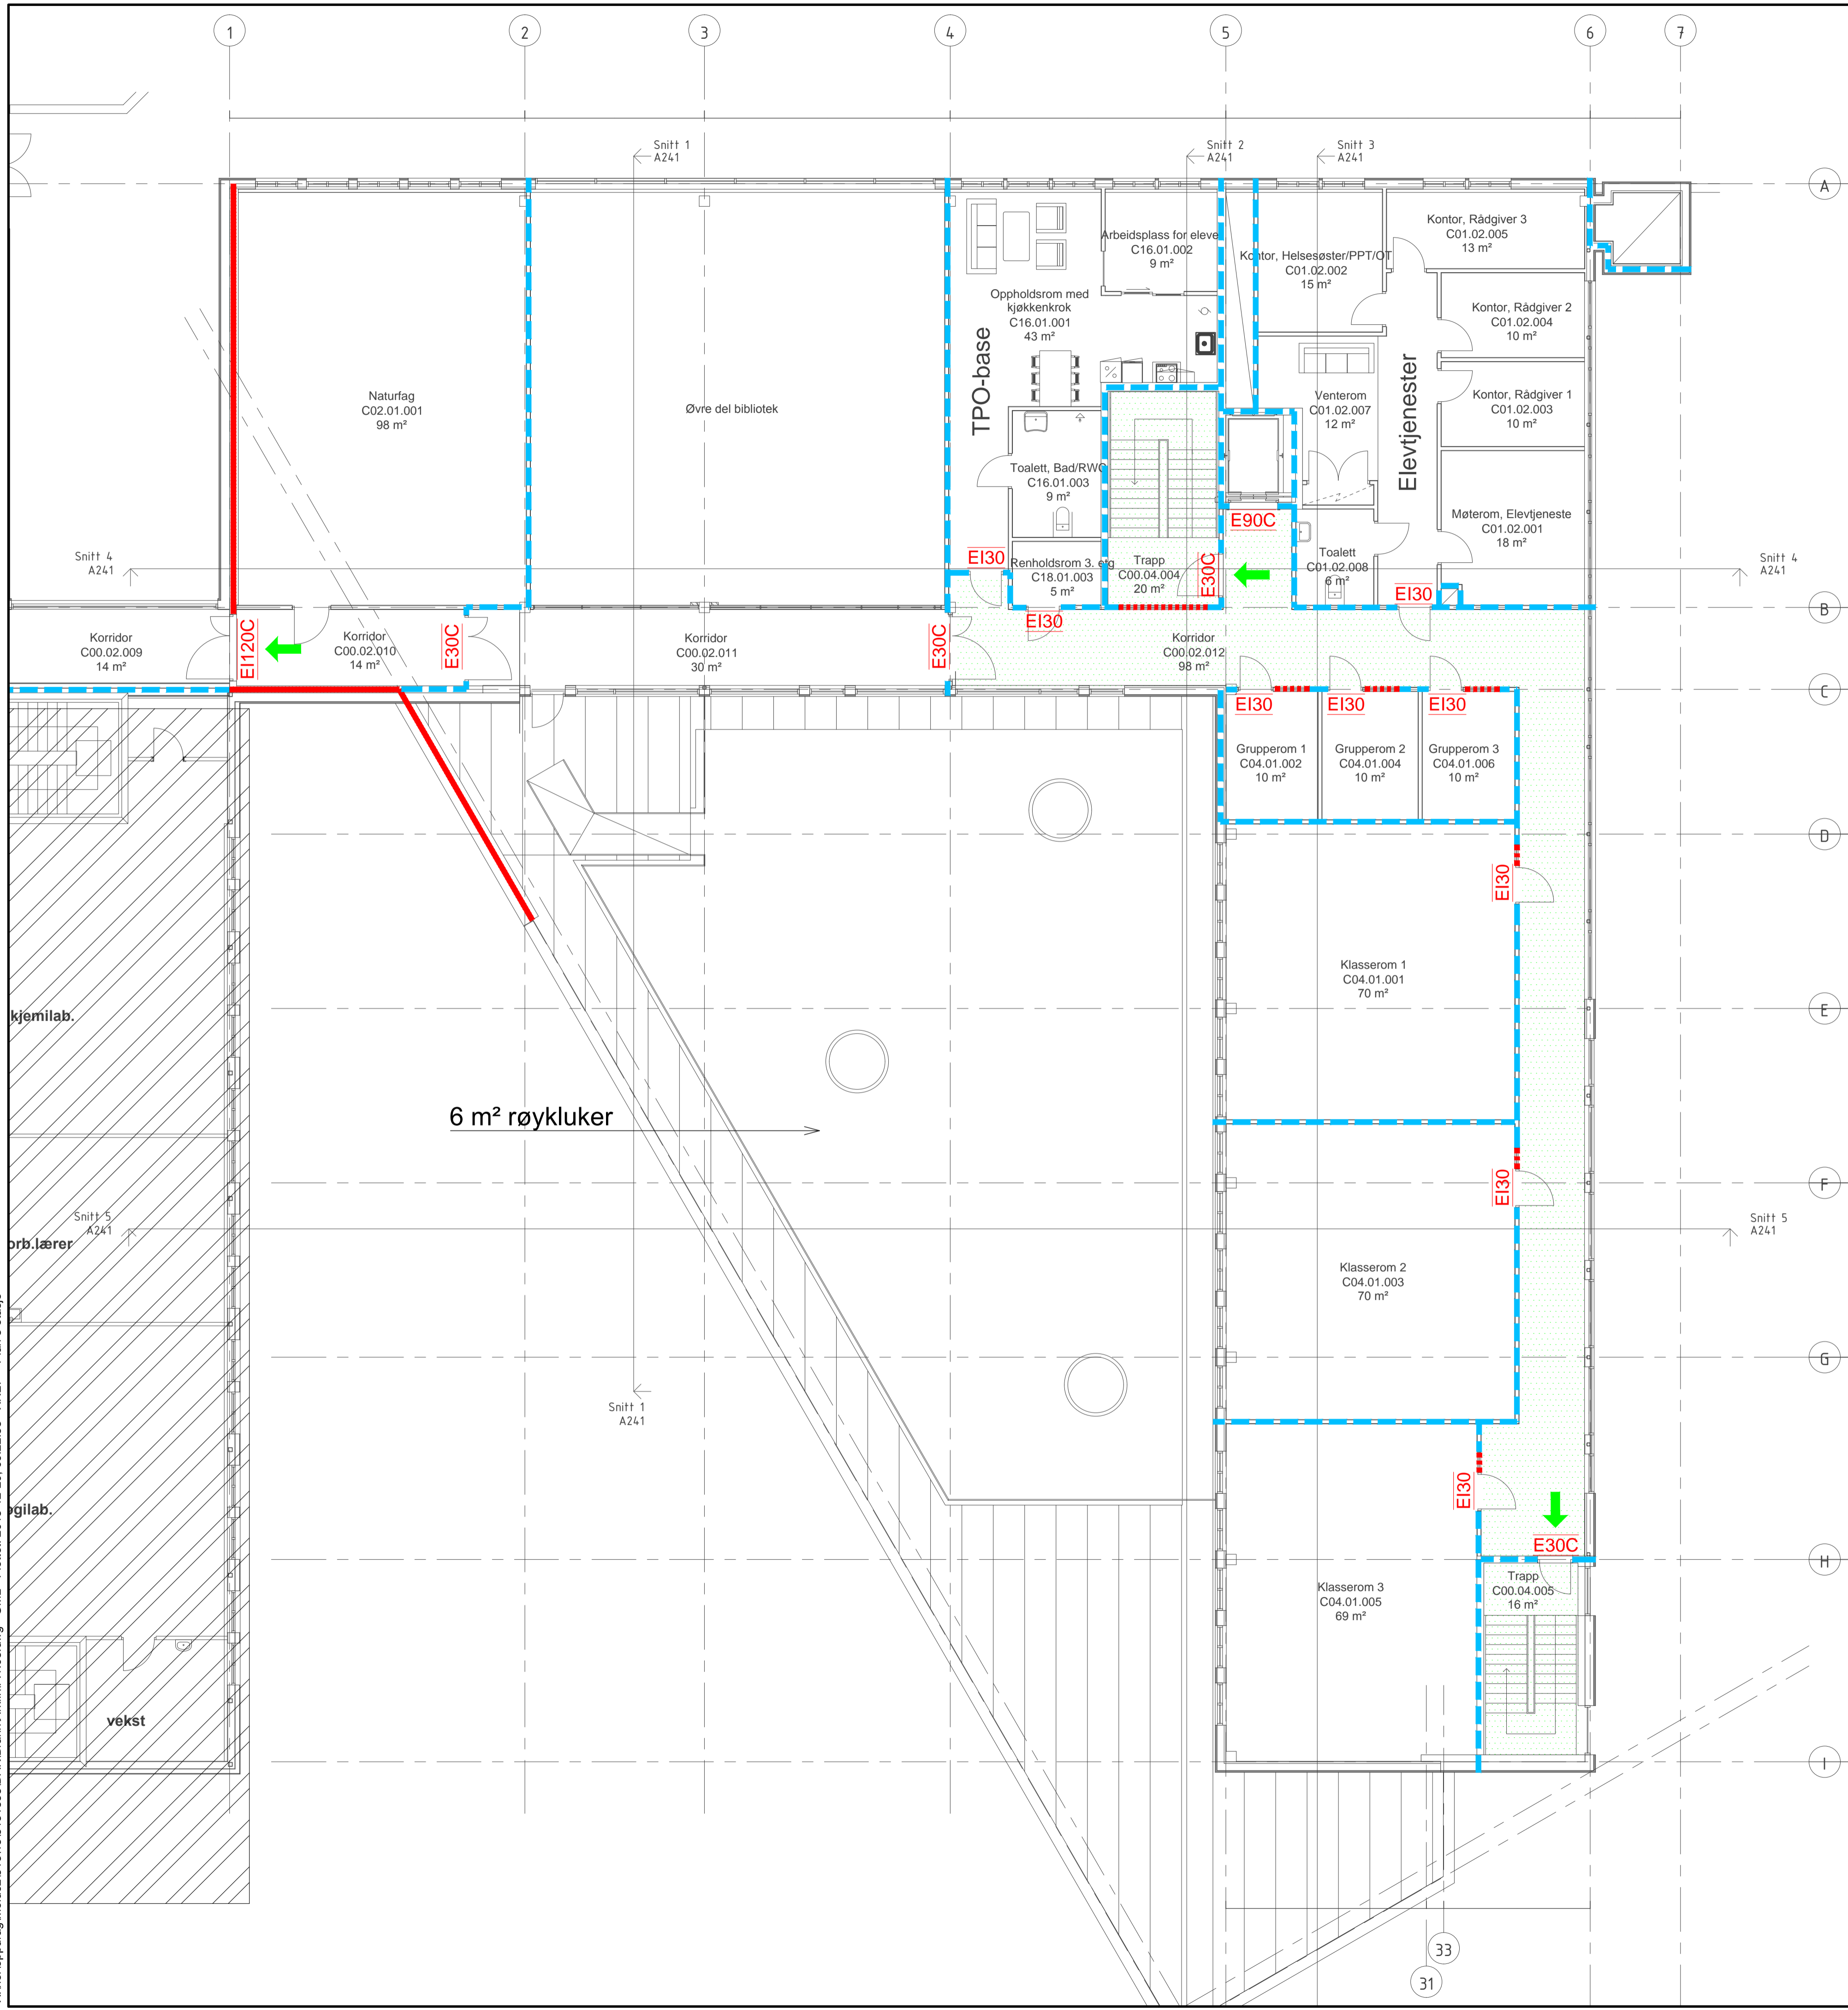 1
2
3
4
5
6
7
Snitt 1
A241
Snitt 2
A241
Snitt 3
A241
A
Kontor, Rådgiver 3
C01.02.005
13 m²
Arbeidsplass for eleve
C16.01.002
9 m²
Kontor, Helsesøster/PPT/OT
C01.02.002
15 m²
Oppholdsrom med
kjøkkenkrok
C16.01.001
43 m²
Kontor, Rådgiver 2
C01.02.004
10 m²
TPO-base
Elevtjenester
Naturfag
C02.01.001
98 m²
Øvre del bibliotek
Venterom
C01.02.007
12 m²
Kontor, Rådgiver 1
C01.02.003
10 m²
Toalett, Bad/RWC
C16.01.003
9 m²
Møterom, Elevtjeneste
C01.02.001
18 m²
E90C
Snitt 4
A241
EI30
Renholdsrom 3. etg
C18.01.003
5 m²
Trapp
C00.04.004
20 m²
E30C
Toalett
C01.02.008
6 m²
EI30
Snitt 4
A241
B
EI30
Korridor
C00.02.009
14 m²
EI120C
Korridor
C00.02.010
14 m²
E30C
Korridor
C00.02.011
30 m²
E30C
Korridor
C00.02.012
98 m²
C
EI30
EI30
EI30
Grupperom 1
C04.01.002
10 m²
Grupperom 2
C04.01.004
10 m²
Grupperom 3
C04.01.006
10 m²
D
EI30
Klasserom 1
C04.01.001
70 m²
kjemilab.
E
6 m² røykluker
EI30
F
Snitt 5
A241
orb.lærer
Snitt 5
A241
Klasserom 2
C04.01.003
70 m²
G
Snitt 1
A241
EI30
ogilab.
E30C
H
Trapp
C00.04.005
16 m²
Klasserom 3
C04.01.005
69 m²
vekst
I
33
31